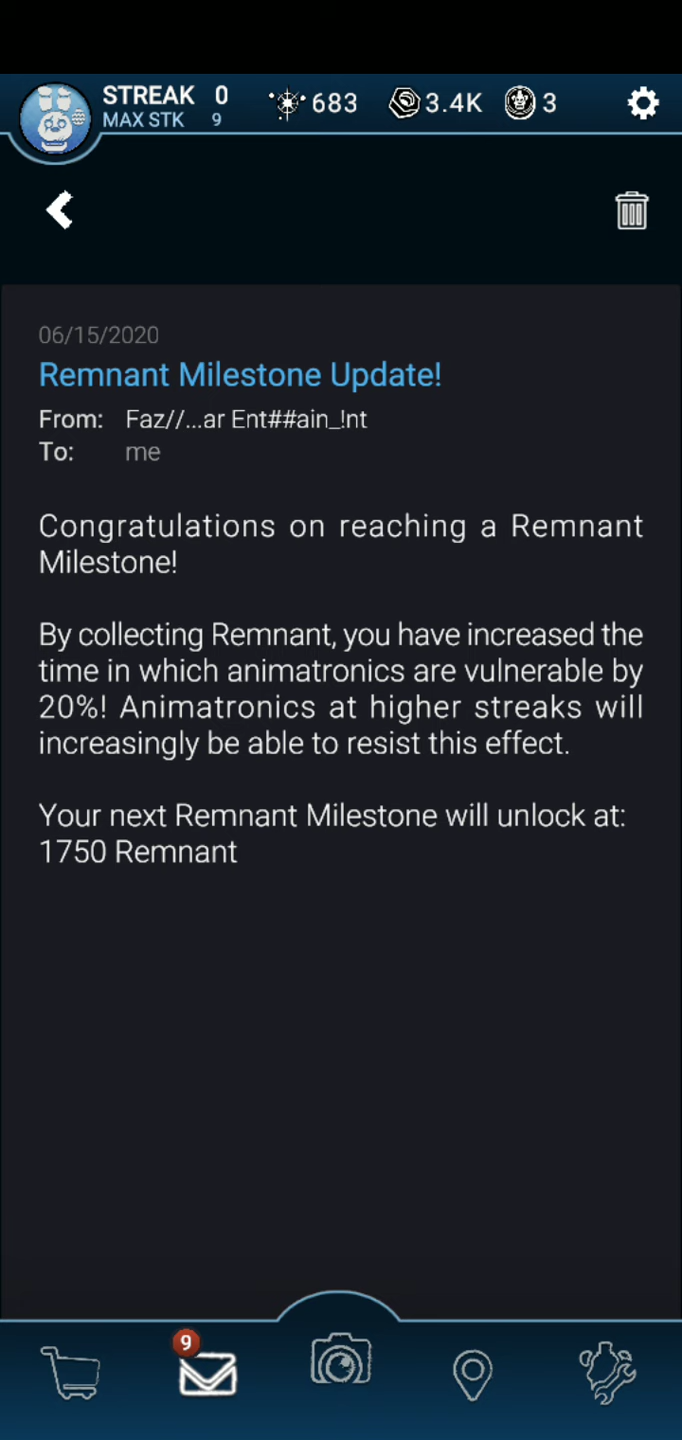 STREAK 0 683 3.4K 3
MAX STK 9
06/15/2020
Remnant Milestone Update!
From: Faz//...ar Ent##ain_!nt
To: me
Congratulations on reaching a Remnant
Milestone!
By collecting Remnant, you have increased the
time in which animatronics are vulnerable by
20%! Animatronics at higher streaks will
increasingly be able to resist this effect.
Your next Remnant Milestone will unlock at:
1750 Remnant
9